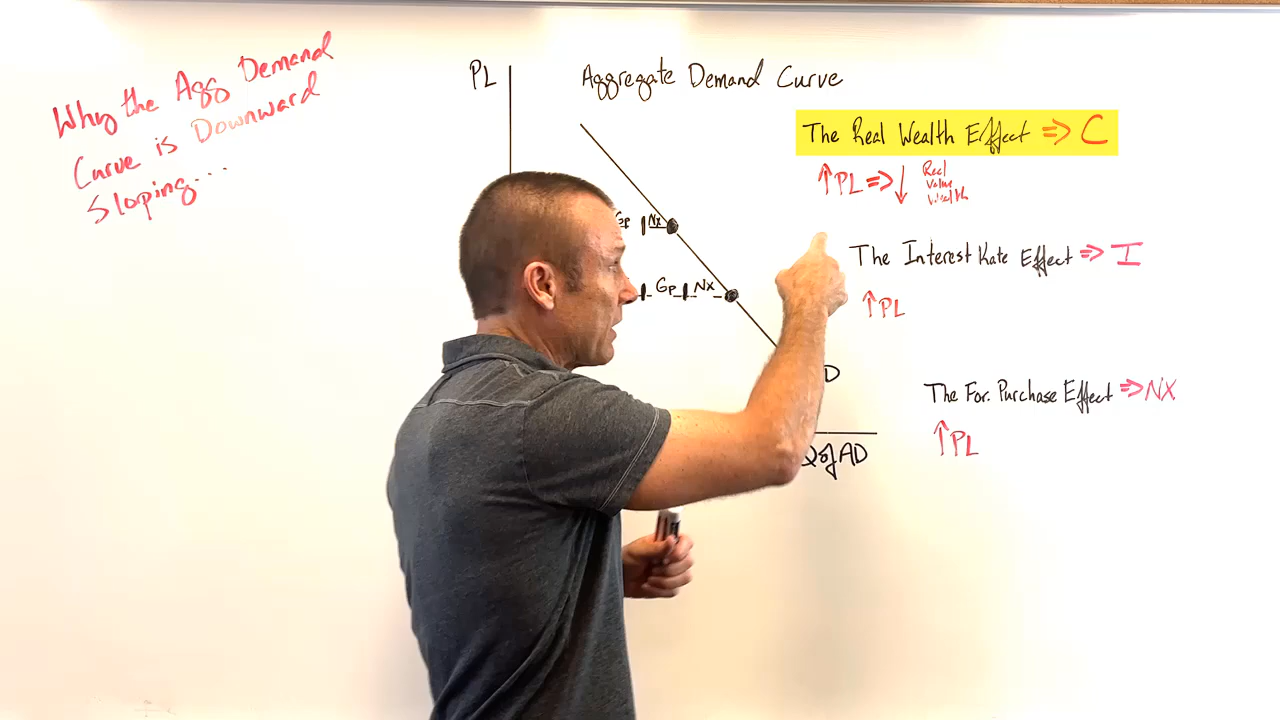 Why the Agg Demand
Curve is Downward
Sloping...
PL
Aggregate Demand Curve
The Real Wealth Effect ⇒ C
↑PL ⇒ ↓ Real
Value
Wealth
Gp Nx
Gp Nx
The Interest Rate Effect ⇒ I
↑PL
D
The For. Purchase Effect ⇒ NX
↑PL
Q of AD